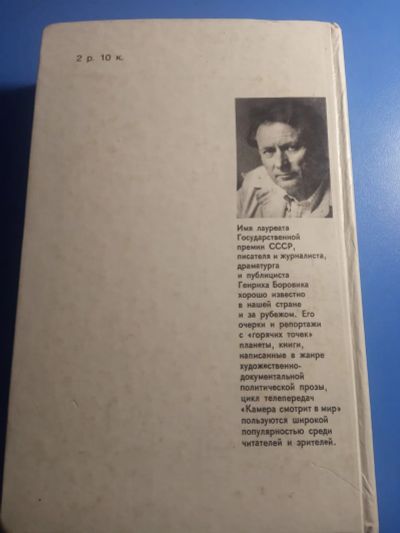 2 р. 10 к.
Имя лауреата
Государственной
премии СССР,
писателя и журналиста,
драматурга
и публициста
Генриха Боровика
хорошо известно
в нашей стране
и за рубежом. Его
очерки и репортажи
с «горячих точек»
планеты, книги,
написанные в жанре
художественно-
документальной
политической прозы,
цикл телепередач
«Камера смотрит в мир»
пользуются широкой
популярностью среди
читателей и зрителей.